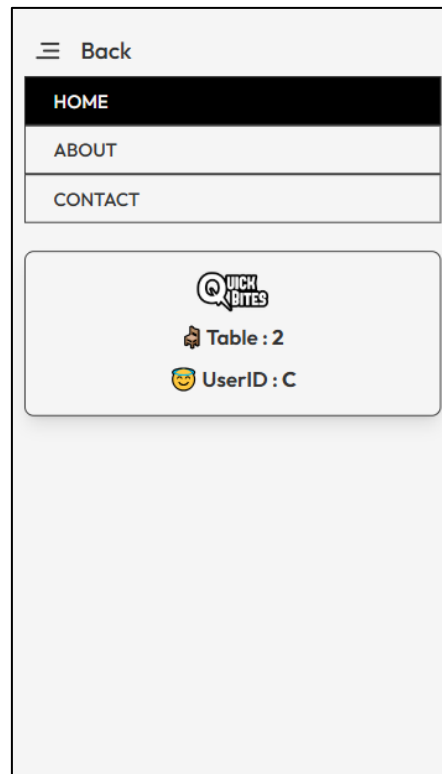 Back
HOME
ABOUT
CONTACT
QUICK
BITES
Table : 2
UserID : C